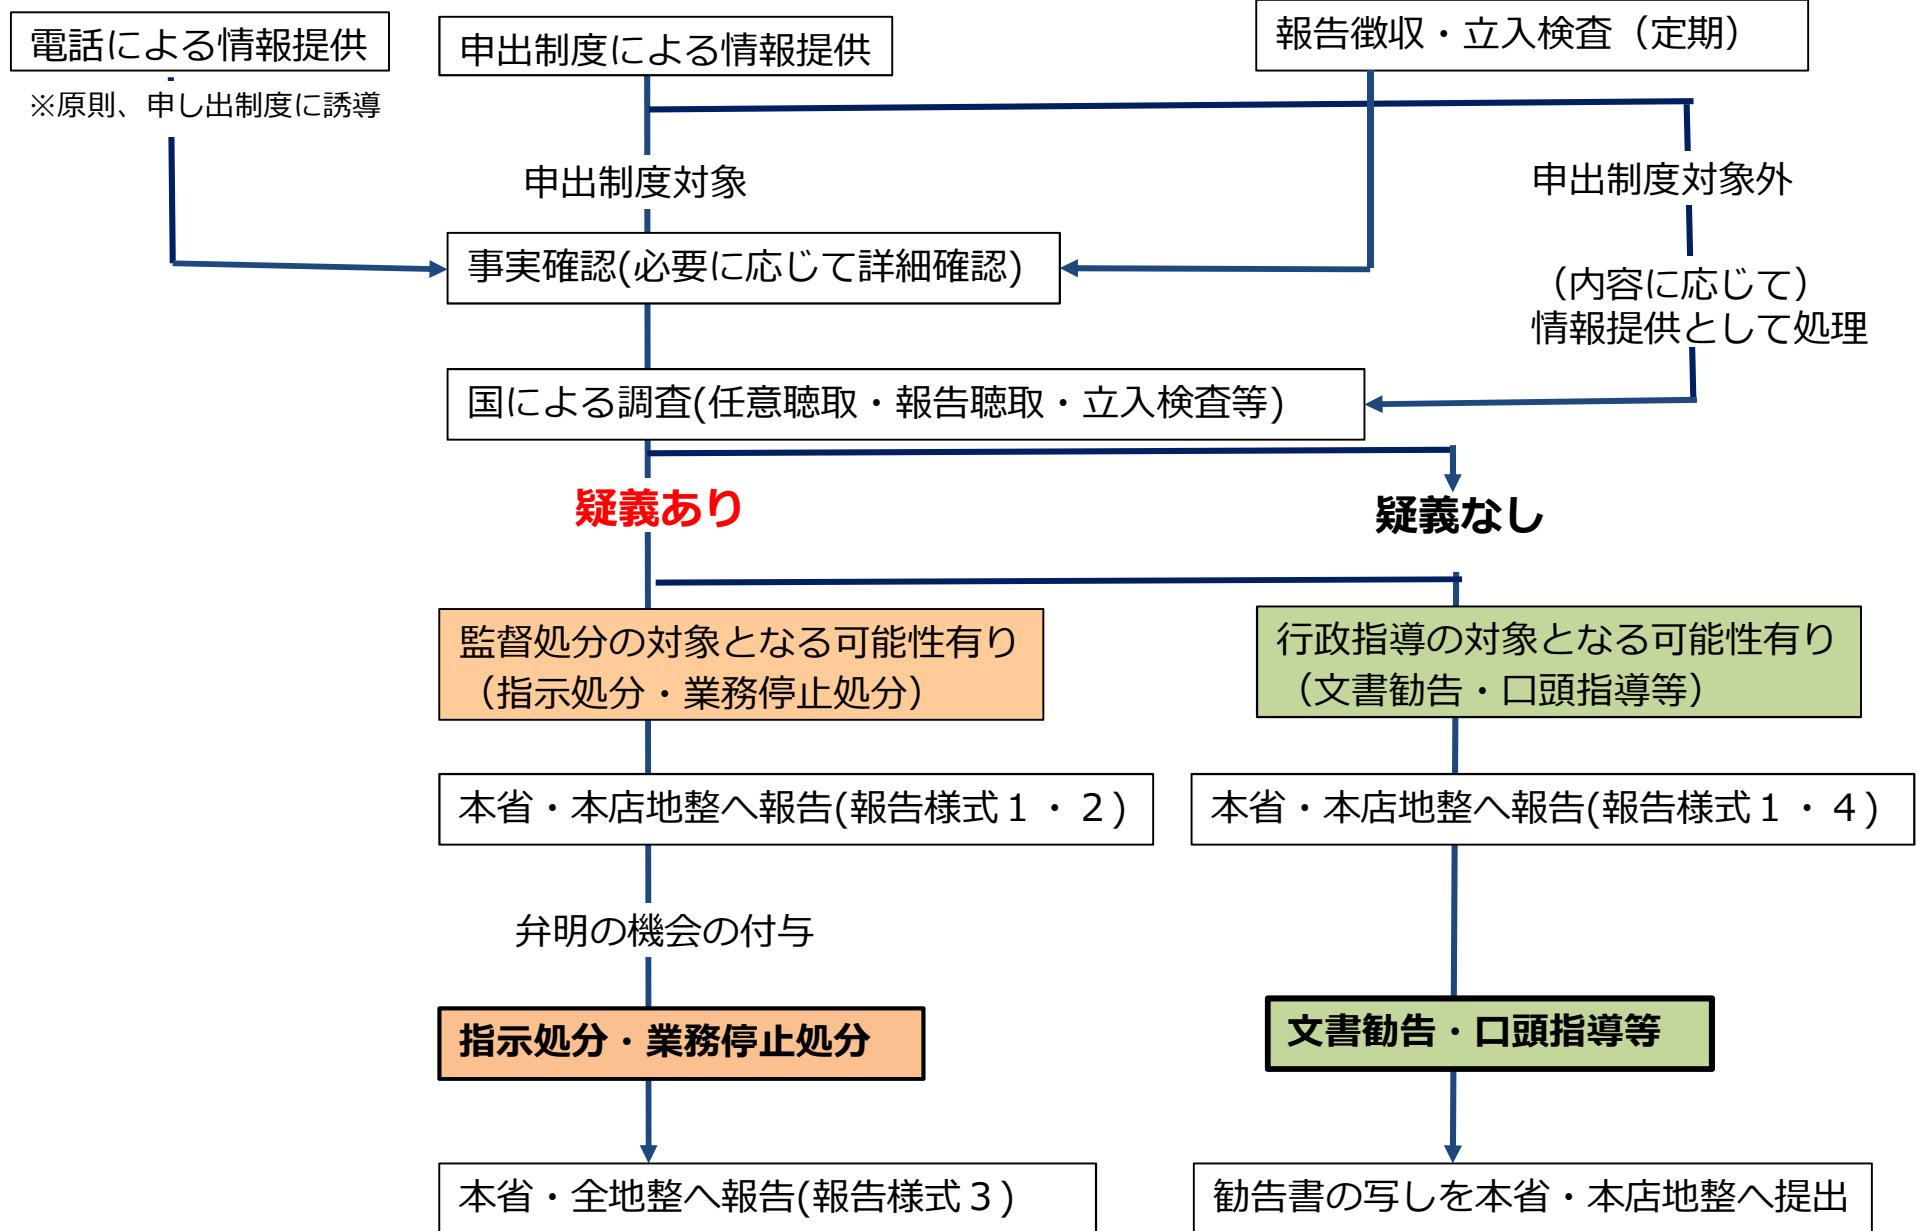 電話による情報提供
申出制度による情報提供
報告徴収・立入検査（定期）
※原則、申し出制度に誘導
申出制度対象
申出制度対象外
事実確認(必要に応じて詳細確認)
（内容に応じて）
情報提供として処理
国による調査(任意聴取・報告聴取・立入検査等)
疑義あり
疑義なし
監督処分の対象となる可能性有り
（指示処分・業務停止処分）
行政指導の対象となる可能性有り
（文書勧告・口頭指導等）
本省・本店地整へ報告(報告様式１・２)
本省・本店地整へ報告(報告様式１・４)
弁明の機会の付与
指示処分・業務停止処分
文書勧告・口頭指導等
本省・全地整へ報告(報告様式３)
勧告書の写しを本省・本店地整へ提出